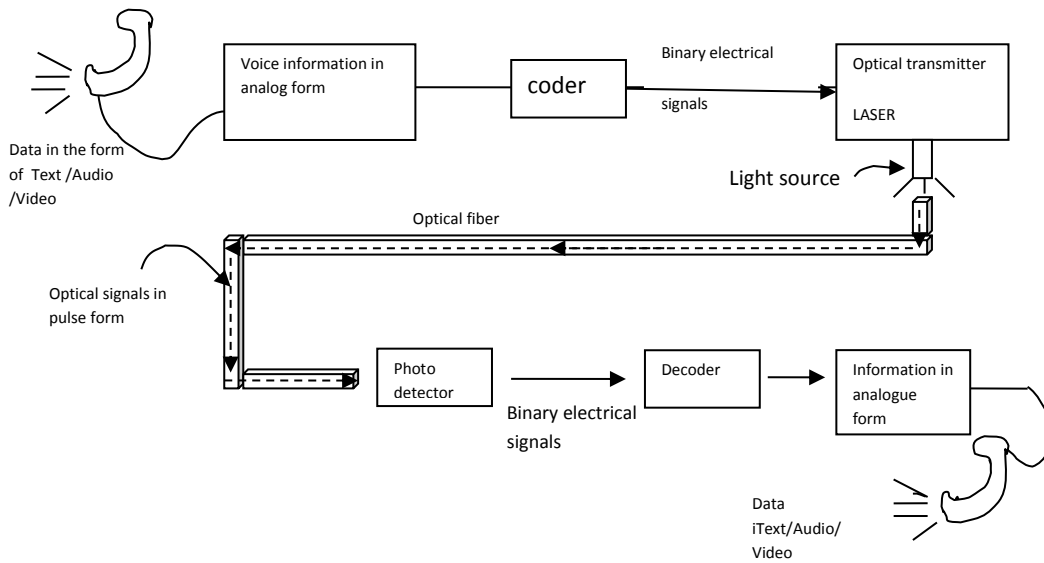 Data in the form
of Text /Audio
/Video
Voice information in
analog form
coder
Binary electrical
signals
Optical transmitter
LASER
Light source
Optical fiber
Optical signals in
pulse form
Photo
detector
Binary electrical
signals
Decoder
Information in
analogue
form
Data
iText/Audio/
Video